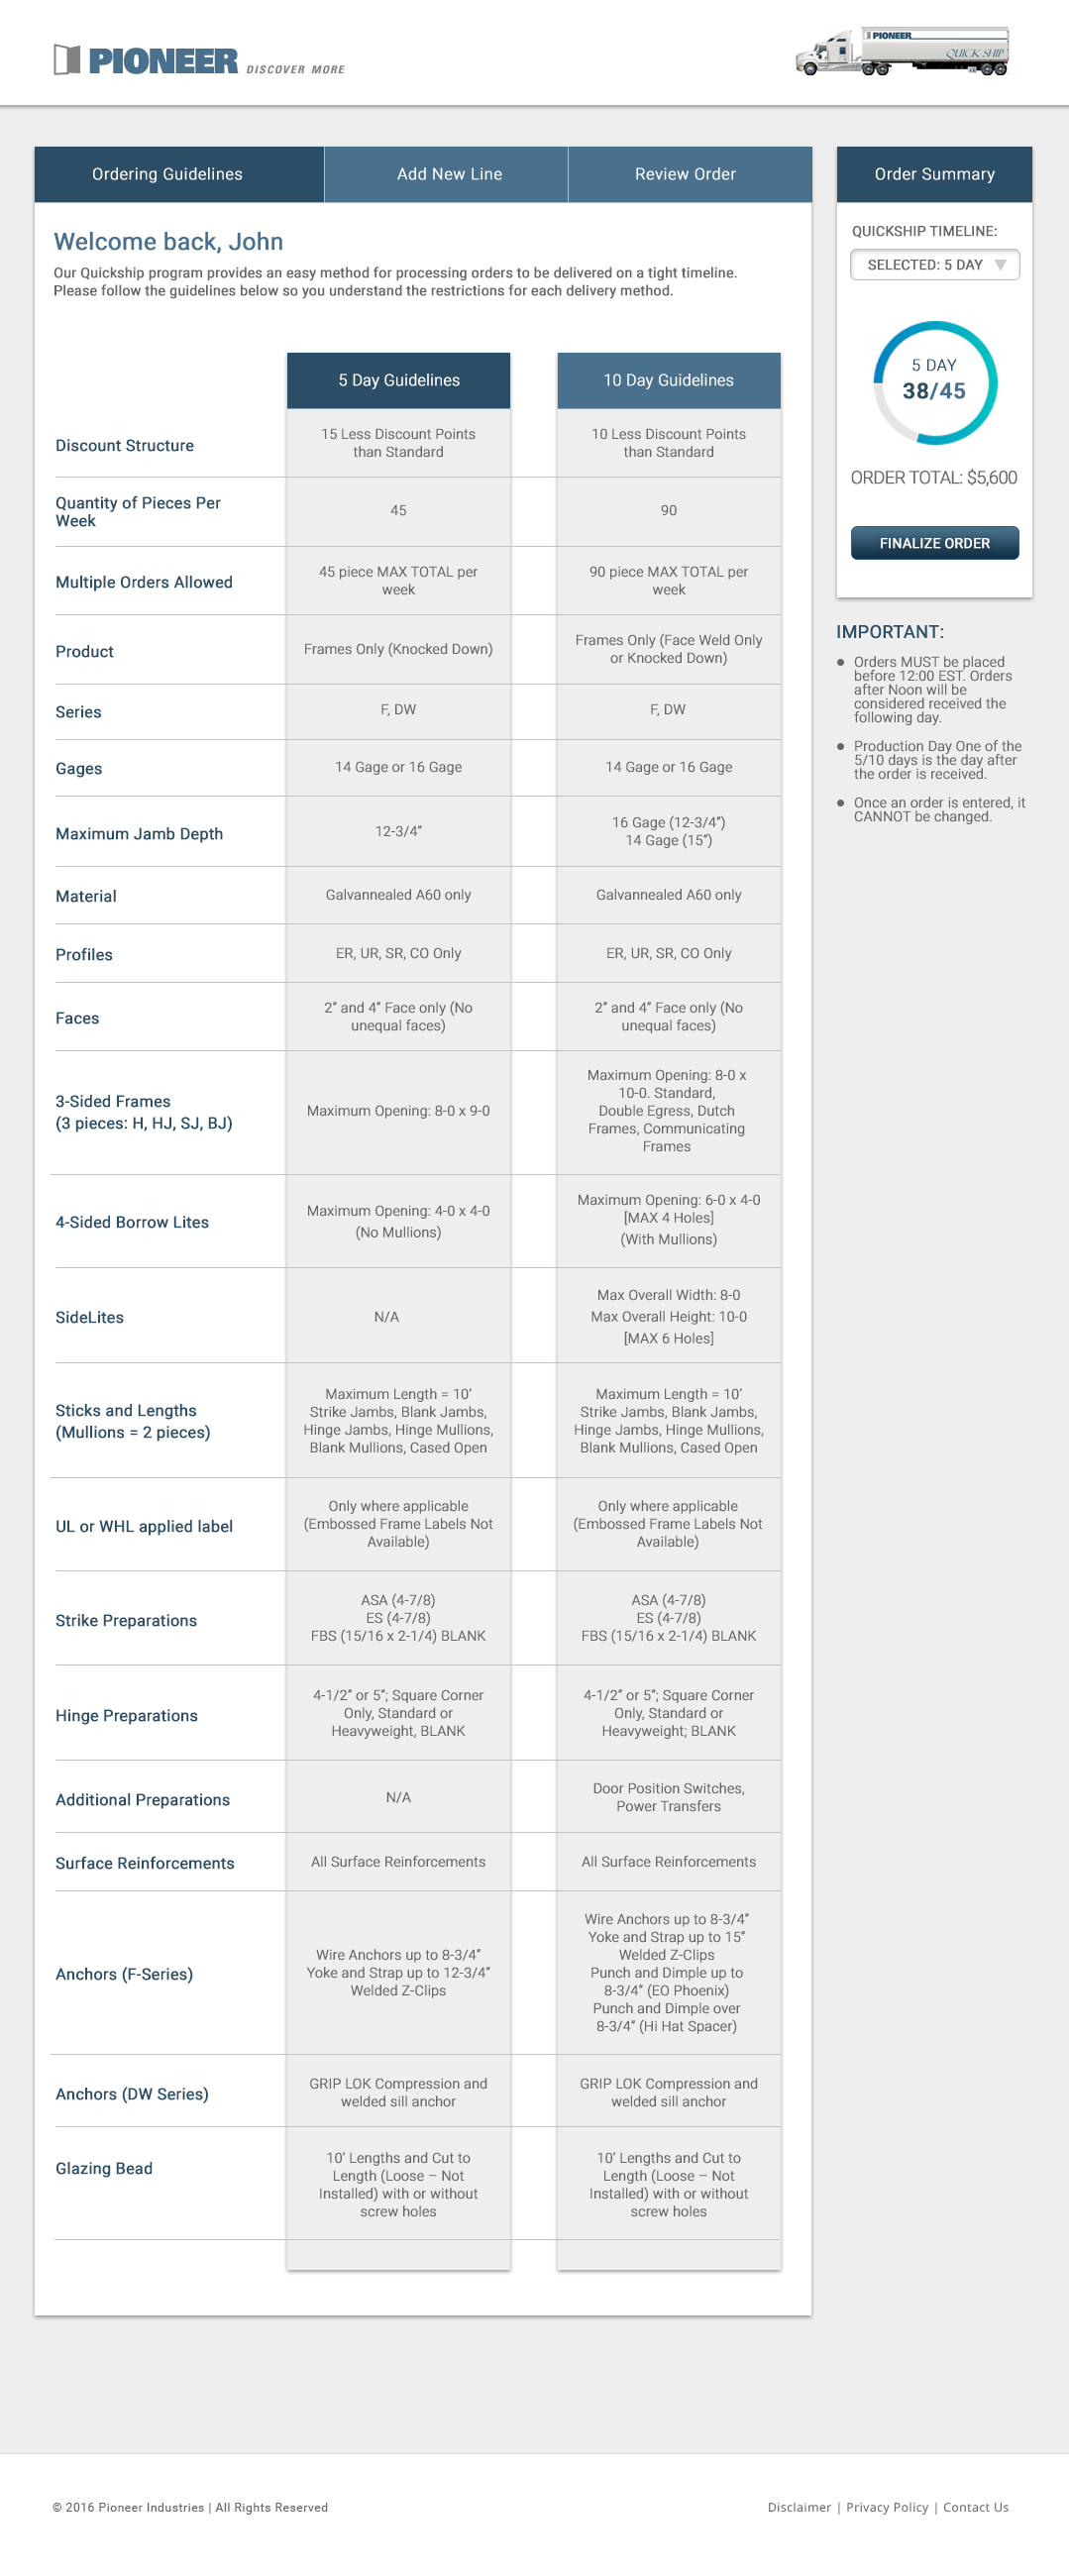 PIONEER DISCOVER MORE
PIONEER
QUICK SHIP
Ordering Guidelines
Add New Line
Review Order
Order Summary
Welcome back, John
Our Quickship program provides an easy method for processing orders to be delivered on a tight timeline.
Please follow the guidelines below so you understand the restrictions for each delivery method.
QUICKSHIP TIMELINE:
SELECTED: 5 DAY
5 DAY
38/45
ORDER TOTAL: $5,600
FINALIZE ORDER
IMPORTANT:
Orders MUST be placed
before 12:00 EST. Orders
after Noon will be
considered received the
following day.
Production Day One of the
5/10 days is the day after
the order is received.
Once an order is entered, it
CANNOT be changed.
5 Day Guidelines
10 Day Guidelines
Discount Structure
15 Less Discount Points
than Standard
10 Less Discount Points
than Standard
Quantity of Pieces Per
Week
45
90
Multiple Orders Allowed
45 piece MAX TOTAL per
week
90 piece MAX TOTAL per
week
Product
Frames Only (Knocked Down)
Frames Only (Face Weld Only
or Knocked Down)
Series
F, DW
F, DW
Gages
14 Gage or 16 Gage
14 Gage or 16 Gage
Maximum Jamb Depth
12-3/4”
16 Gage (12-3/4”)
14 Gage (15”)
Material
Galvannealed A60 only
Galvannealed A60 only
Profiles
ER, UR, SR, CO Only
ER, UR, SR, CO Only
Faces
2” and 4” Face only (No
unequal faces)
2” and 4” Face only (No
unequal faces)
3-Sided Frames
(3 pieces: H, HJ, SJ, BJ)
Maximum Opening: 8-0 x 9-0
Maximum Opening: 8-0 x
10-0. Standard,
Double Egress, Dutch
Frames, Communicating
Frames
4-Sided Borrow Lites
Maximum Opening: 4-0 x 4-0
(No Mullions)
Maximum Opening: 6-0 x 4-0
[MAX 4 Holes]
(With Mullions)
SideLites
N/A
Max Overall Width: 8-0
Max Overall Height: 10-0
[MAX 6 Holes]
Sticks and Lengths
(Mullions = 2 pieces)
Maximum Length = 10’
Strike Jambs, Blank Jambs,
Hinge Jambs, Hinge Mullions,
Blank Mullions, Cased Open
Maximum Length = 10’
Strike Jambs, Blank Jambs,
Hinge Jambs, Hinge Mullions,
Blank Mullions, Cased Open
UL or WHL applied label
Only where applicable
(Embossed Frame Labels Not
Available)
Only where applicable
(Embossed Frame Labels Not
Available)
Strike Preparations
ASA (4-7/8)
ES (4-7/8)
FBS (15/16 x 2-1/4) BLANK
ASA (4-7/8)
ES (4-7/8)
FBS (15/16 x 2-1/4) BLANK
Hinge Preparations
4-1/2” or 5”; Square Corner
Only, Standard or
Heavyweight, BLANK
4-1/2” or 5”; Square Corner
Only, Standard or
Heavyweight; BLANK
Additional Preparations
N/A
Door Position Switches,
Power Transfers
Surface Reinforcements
All Surface Reinforcements
All Surface Reinforcements
Anchors (F-Series)
Wire Anchors up to 8-3/4”
Yoke and Strap up to 12-3/4”
Welded Z-Clips
Wire Anchors up to 8-3/4”
Yoke and Strap up to 15”
Welded Z-Clips
Punch and Dimple up to
8-3/4” (EO Phoenix)
Punch and Dimple over
8-3/4” (Hi Hat Spacer)
Anchors (DW Series)
GRIP LOK Compression and
welded sill anchor
GRIP LOK Compression and
welded sill anchor
Glazing Bead
10’ Lengths and Cut to
Length (Loose – Not
Installed) with or without
screw holes
10’ Lengths and Cut to
Length (Loose – Not
Installed) with or without
screw holes
© 2016 Pioneer Industries | All Rights Reserved
Disclaimer | Privacy Policy | Contact Us